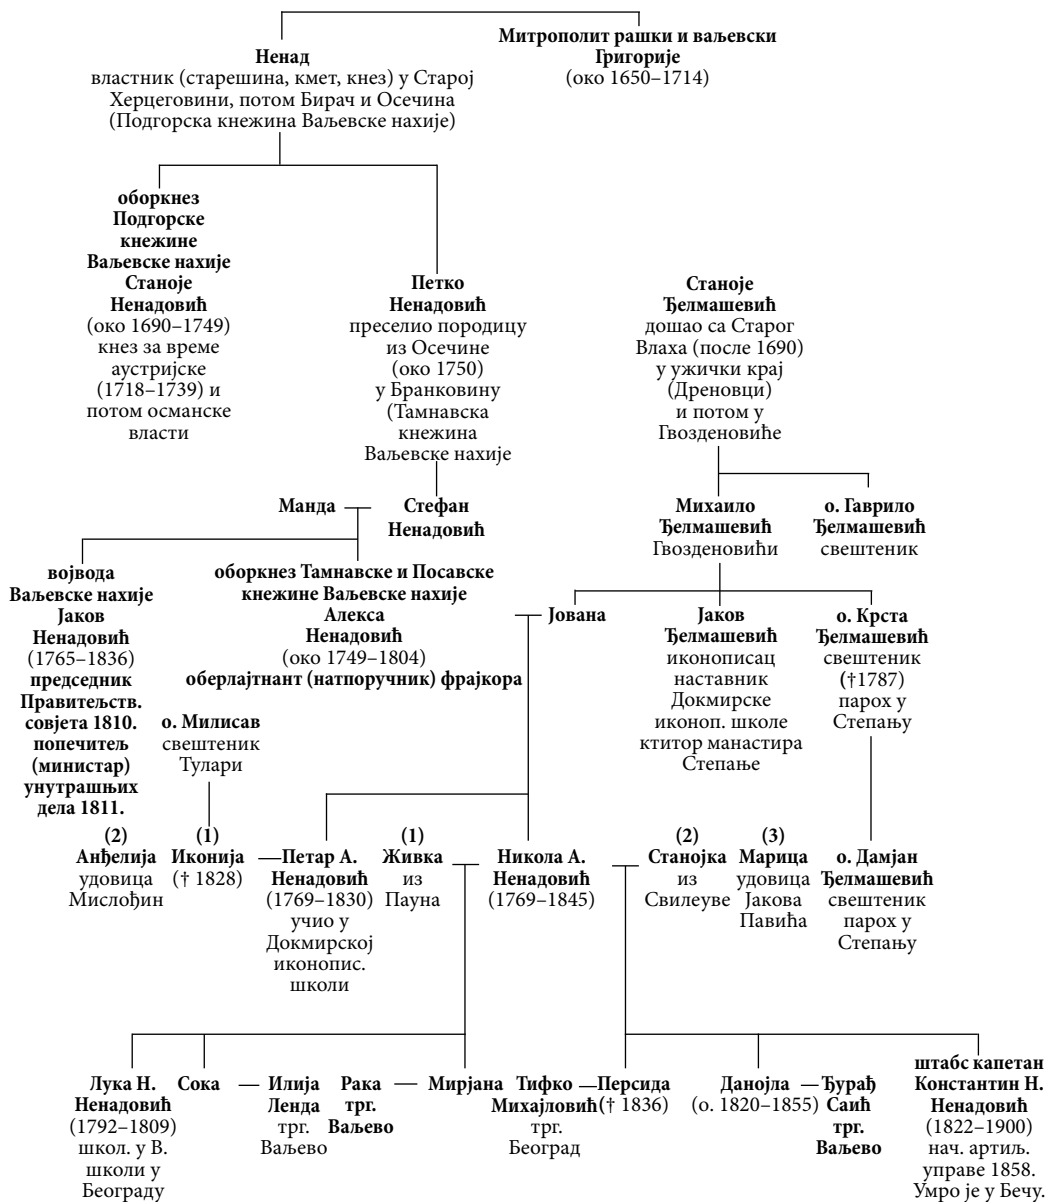 Митрополит рашки и ваљевски
Григорије
(око 1650–1714)
Ненад
властник (старешина, кмет, кнез) у Старој
Херцеговини, потом Бирач и Осечина
(Подгорска кнежина Ваљевске нахије)
оборкнез
Подгорске
кнежине
Ваљевске нахије
Станоје
Ненадовић
(око 1690–1749)
кнез за време
аустријске
(1718–1739) и
потом османске
власти
Петко
Ненадовић
преселио породицу
из Осечине
(око 1750)
у Бранковину
(Тамнавска
кнежина
Ваљевске нахије
Станоје
Ђелмашевић
дошао са Старог
Влаха (после 1690)
у ужички крај
(Дреновци)
и потом у
Гвозденовиће
Манда
Стефан
Ненадовић
Михаило
Ђелмашевић
Гвозденовићи
о. Гаврило
Ђелмашевић
свештеник
војвода
Ваљевске нахије
Јаков
Ненадовић
(1765–1836)
председник
Правитељств.
совјета 1810.
попечитељ
(министар)
унутрашњих
дела 1811.
оборкнез Тамнавске и Посавске
кнежине Ваљевске нахије
Алекса
Ненадовић
(око 1749–1804)
оберлајтнант (натпоручник) фрајкора
Јована
Јаков
Ђелмашевић
иконописац
наставник
Докмирске
иконоп. школе
ктитор манастира
Степање
о. Крста
Ђелмашевић
свештеник
(†1787)
парох у
Степању
о. Милисав
свештеник
Тулари
(2)
Анђелија
удовица
Мислођин
(1)
Иконија
(† 1828)
Петар А.
Ненадовић
(1769–1830)
учио у
Докмирској
иконопис.
школи
(1)
Живка
из
Пауна
Никола А.
Ненадовић
(1769–1845)
(2)
Станојка
из
Свилеуве
(3)
Марица
удовица
Јакова
Павића
о. Дамјан
Ђелмашевић
свештеник
парох у
Степању
Лука Н.
Ненадовић
(1792–1809)
школ. у В.
школи у
Београду
Сока
Илија
Ленда
трг.
Ваљево
Рака
трг.
Ваљево
Мирјана
Тифко
Михајловић
трг.
Београд
Персида
(† 1836)
Данојла
(о. 1820–1855)
Ђурађ
Саић
трг.
Ваљево
штабс капетан
Константин Н.
Ненадовић
(1822–1900)
нач. артиљ.
управе 1858.
Умро је у Бечу.